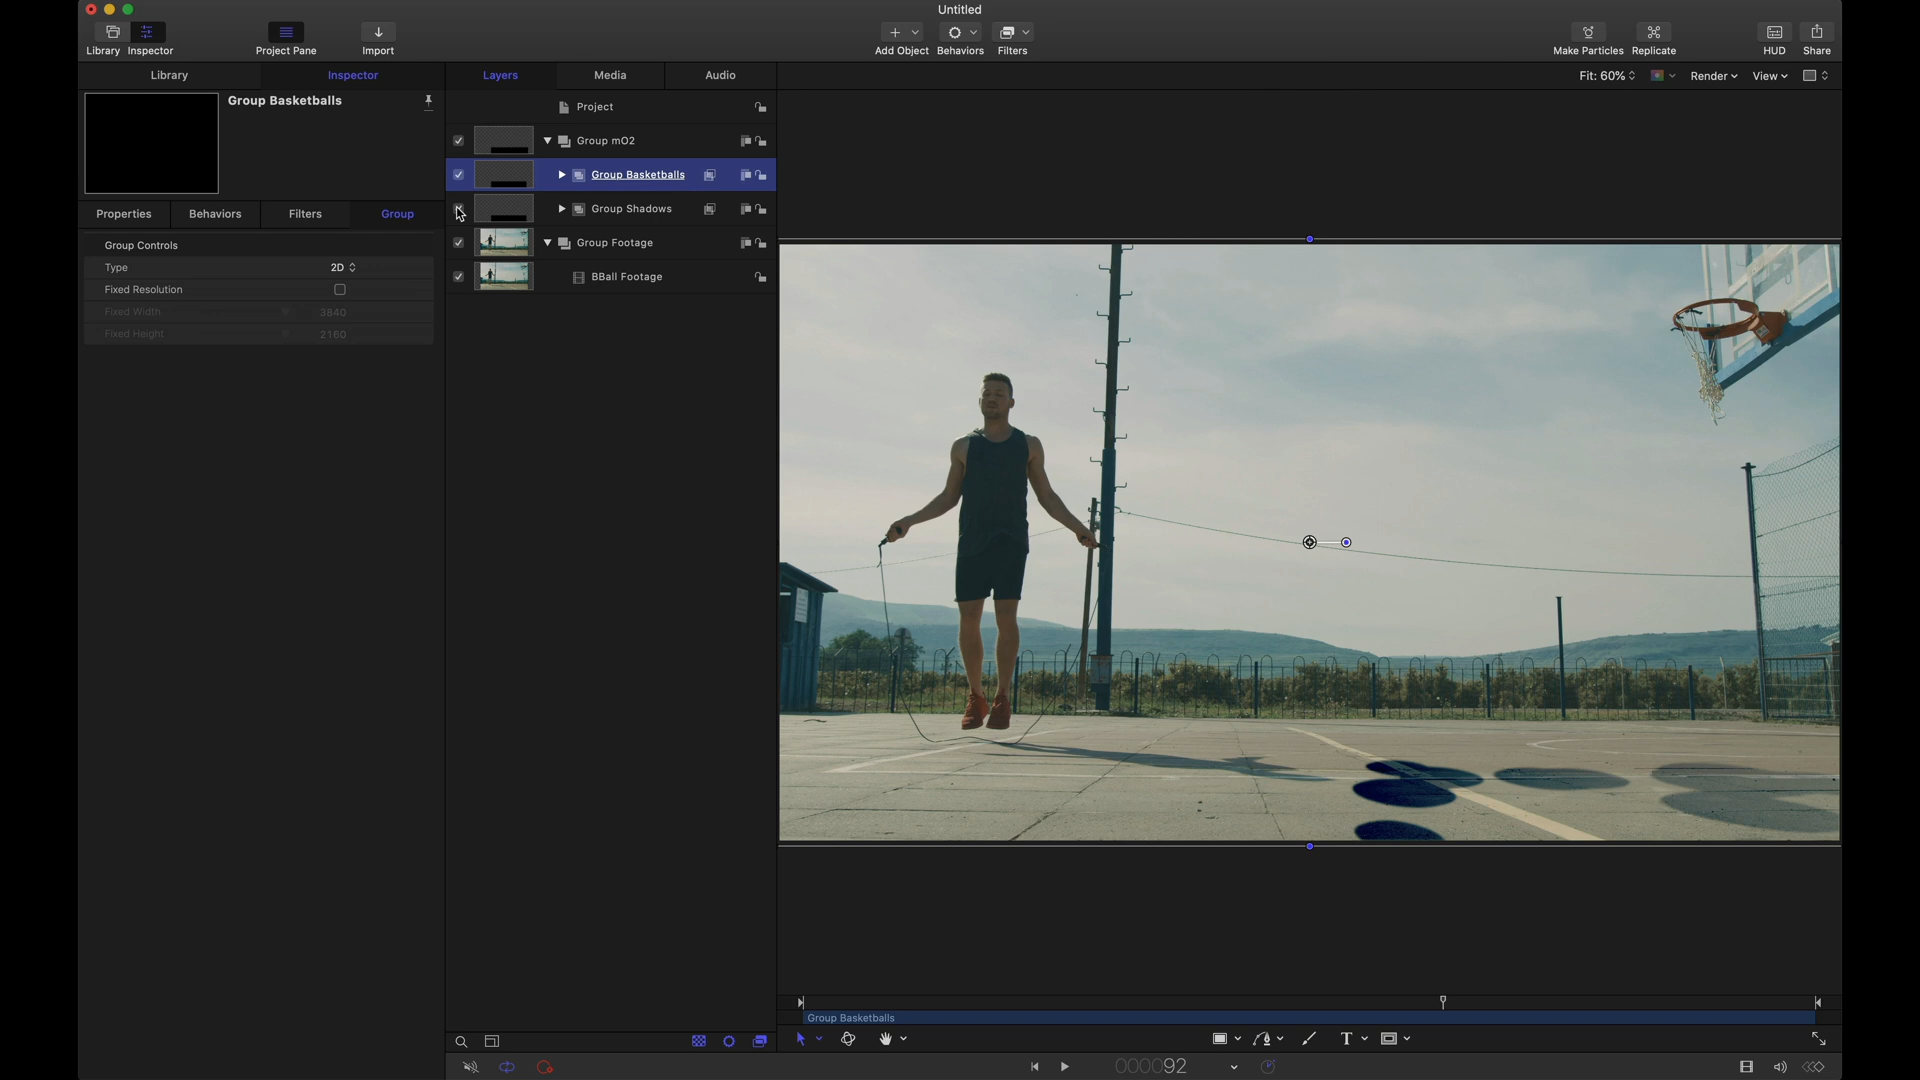 Untitled
Library
Inspector
Project Pane
Import
Add Object
Behaviors
Filters
Make Particles
Replicate
HUD
Share
Library
Inspector
Layers
Media
Audio
Fit: 60%
Render
View
Group Basketballs
Project
Group mO2
Group Basketballs
Group Shadows
Group Footage
BBall Footage
Properties
Behaviors
Filters
Group
Group Controls
Type
2D
Fixed Resolution
Fixed Width
3840
Fixed Height
2160
Group Basketballs
T
000092